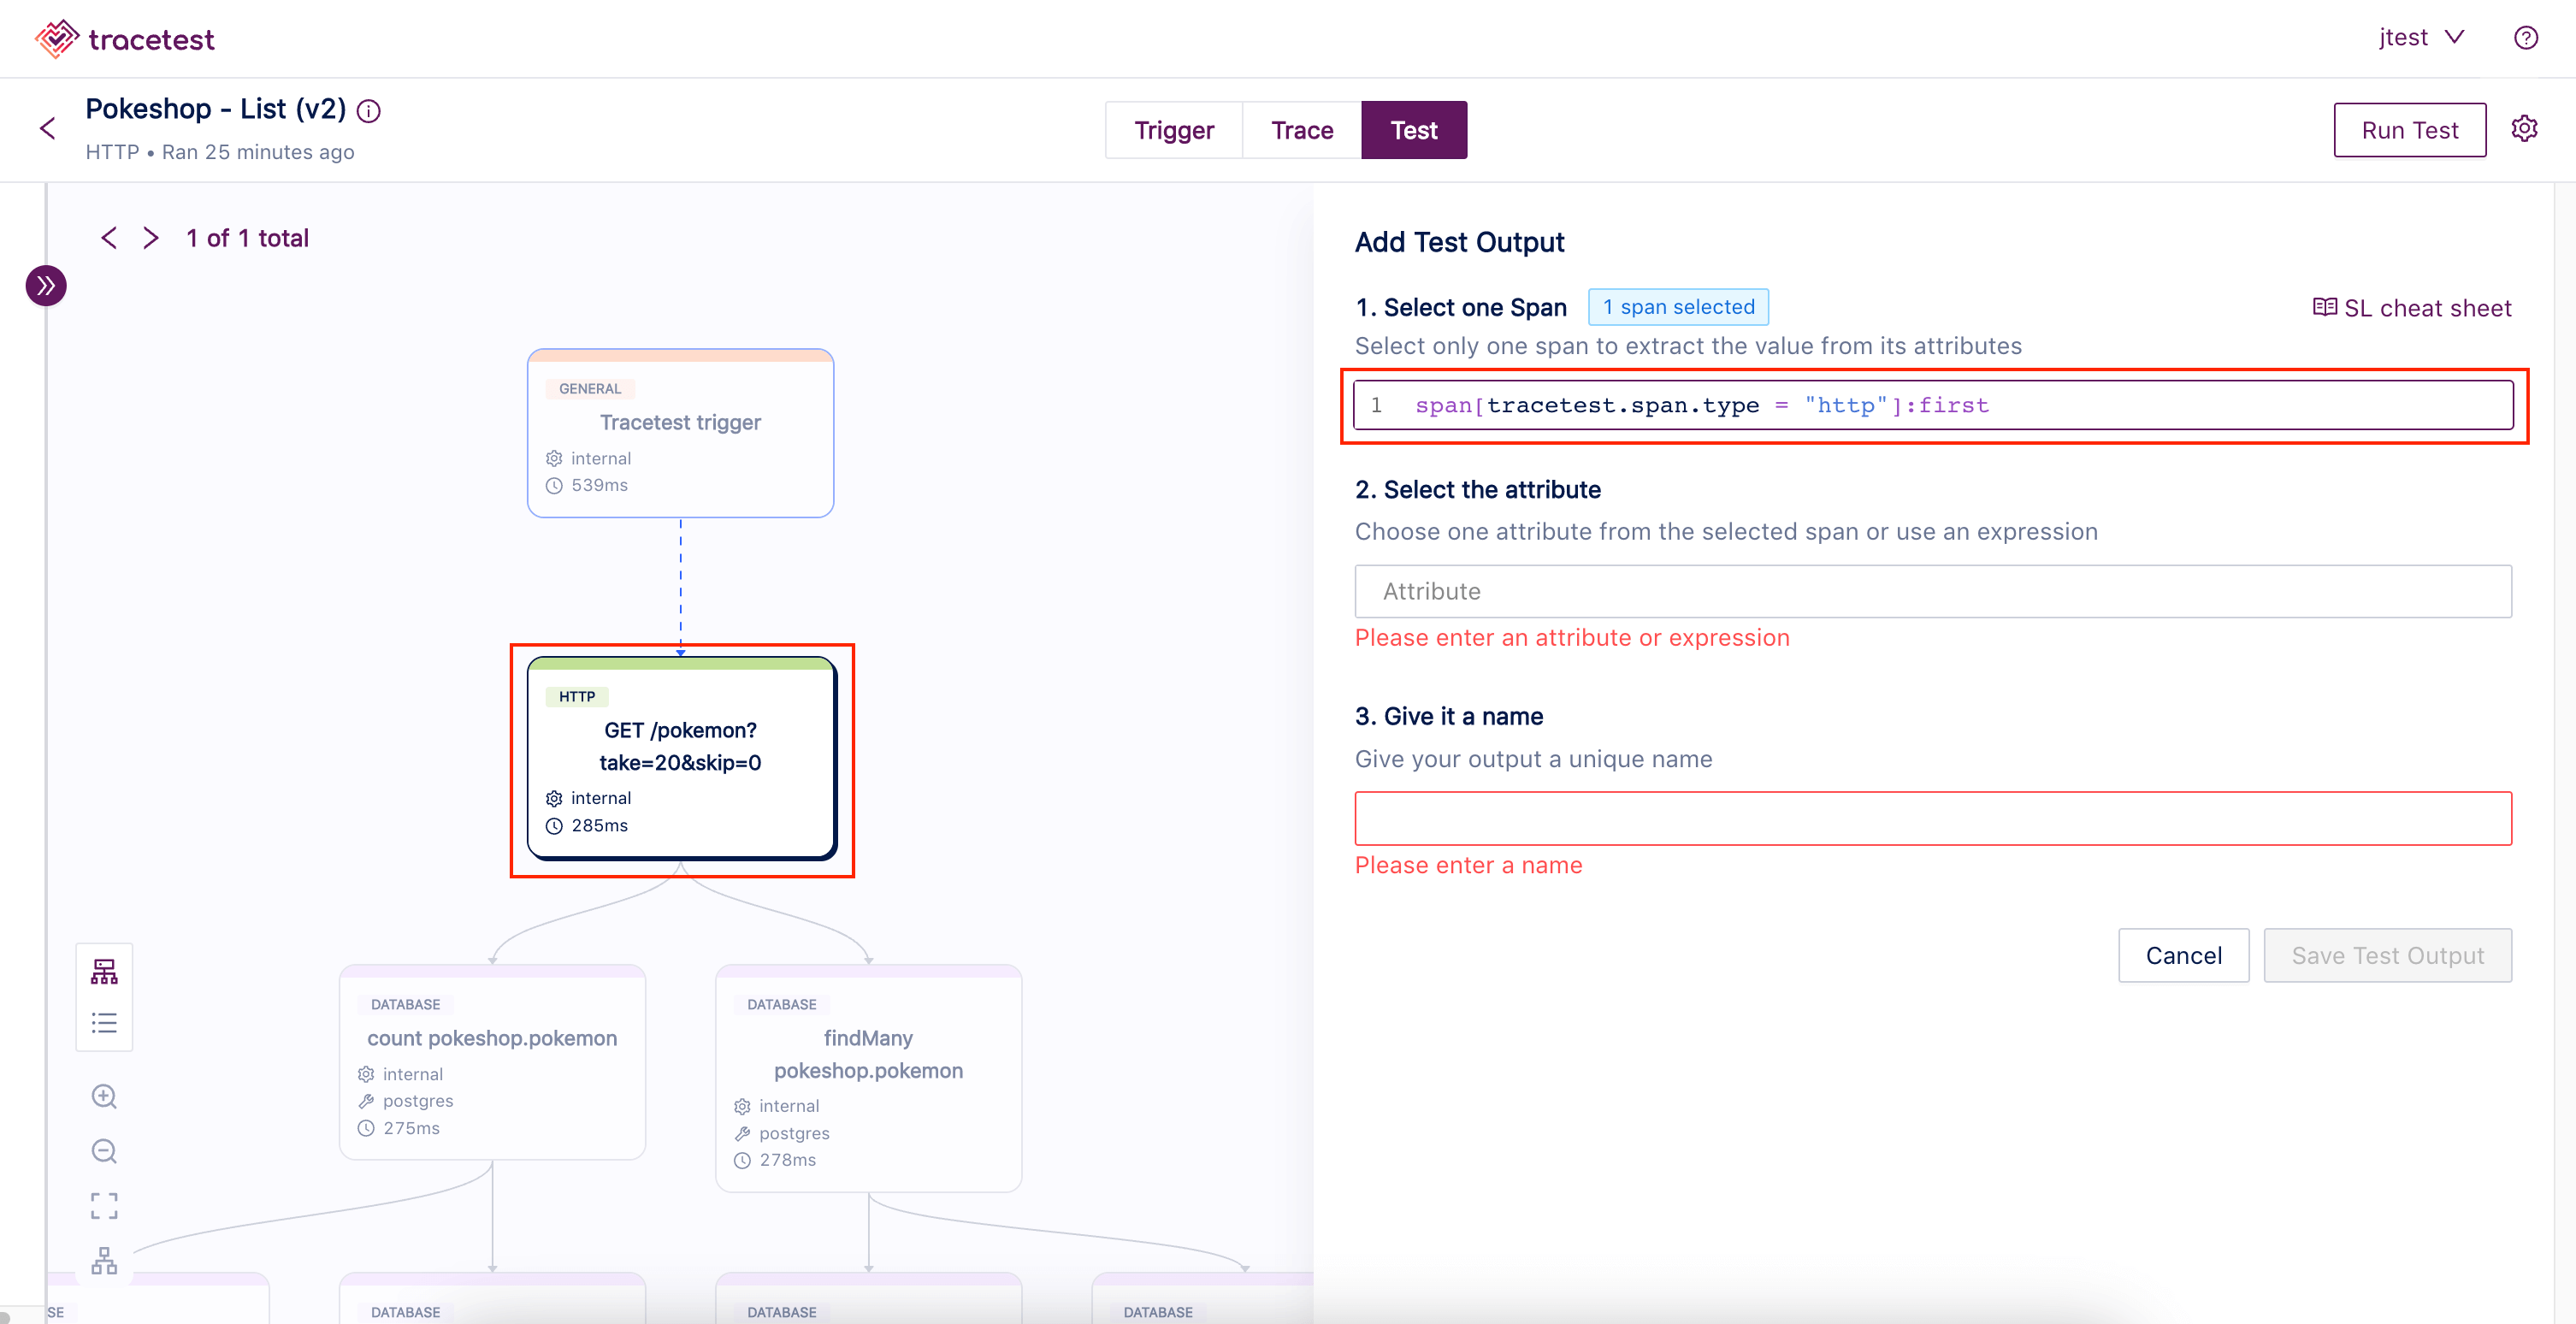 tracetest
jtest
Pokeshop - List (v2)
HTTP • Ran 25 minutes ago
Trigger
Trace
Test
Run Test
1 of 1 total
GENERAL
Tracetest trigger
internal
539ms
HTTP
GET /pokemon?
take=20&skip=0
internal
285ms
DATABASE
count pokeshop.pokemon
internal
postgres
275ms
DATABASE
findMany
pokeshop.pokemon
internal
postgres
278ms
SE
DATABASE
DATABASE
DATABASE
Add Test Output
1. Select one Span
1 span selected
SL cheat sheet
Select only one span to extract the value from its attributes
1 span[tracetest.span.type = "http"]:first
2. Select the attribute
Choose one attribute from the selected span or use an expression
Attribute
Please enter an attribute or expression
3. Give it a name
Give your output a unique name
Please enter a name
Cancel
Save Test Output